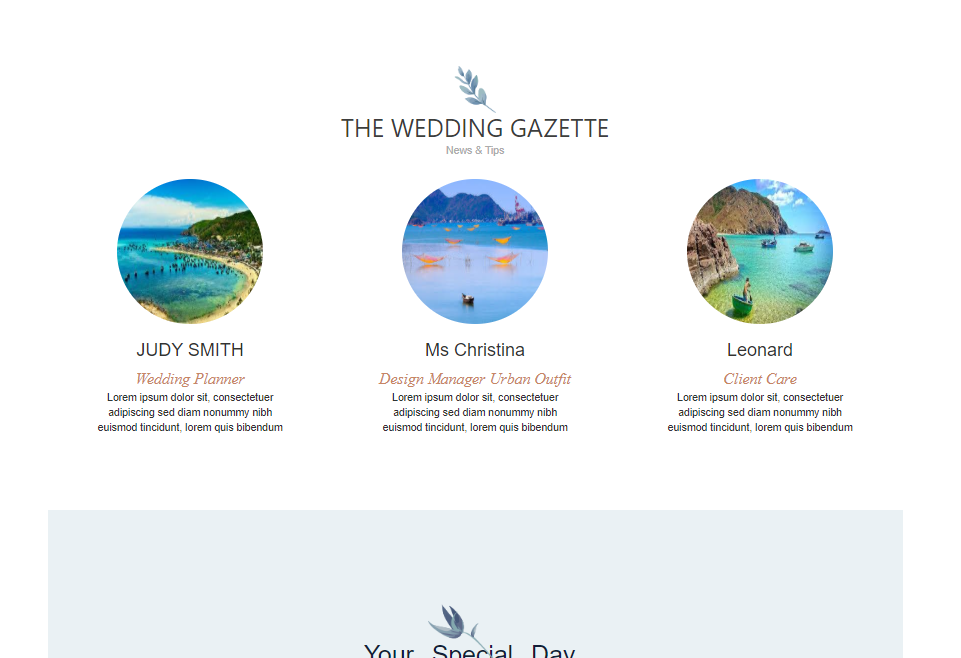 THE WEDDING GAZETTE
News & Tips
JUDY SMITH
Wedding Planner
Lorem ipsum dolor sit, consectetuer
adipiscing sed diam nonummy nibh
euismod tincidunt, lorem quis bibendum
Ms Christina
Design Manager Urban Outfit
Lorem ipsum dolor sit, consectetuer
adipiscing sed diam nonummy nibh
euismod tincidunt, lorem quis bibendum
Leonard
Client Care
Lorem ipsum dolor sit, consectetuer
adipiscing sed diam nonummy nibh
euismod tincidunt, lorem quis bibendum
Your Special Day